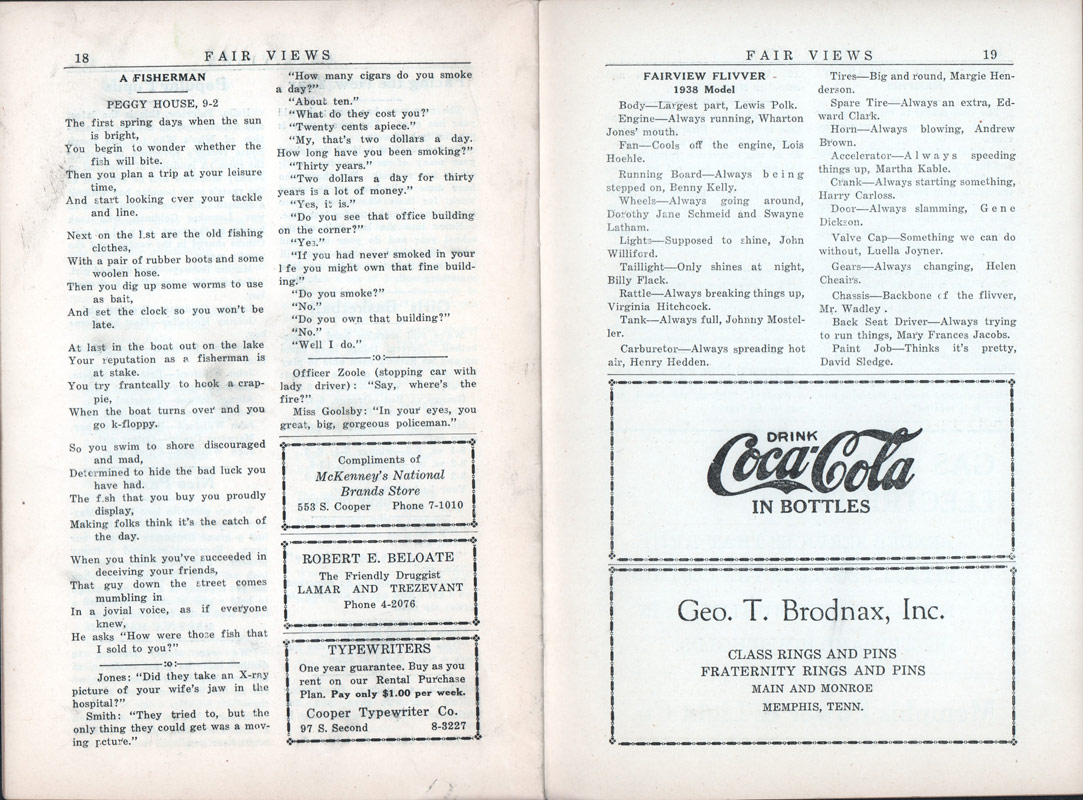 18
FAIR VIEWS
A FISHERMAN
PEGGY HOUSE, 9-2
The first spring days when the sun
is bright,
You begin to wonder whether the
fish will bite.
Then you plan a trip at your leisure
time,
And start looking over your tackle
and line.
Next on the l.st are the old fishing
clothes,
With a pair of rubber boots and some
woolen hose.
Then you dig up some worms to use
as bait,
And set the clock so you won't be
late.
At last in the boat out on the lake
Your reputation as a fisherman is
at stake.
You try frantcally to hook a crap-
pie,
When the boat turns over and you
go k-floppy.
So you swim to shore discouraged
and mad,
Determined to hide the bad luck you
have had.
The f.sh that you buy you proudly
display,
Making folks think it's the catch of
the day.
When you think you've succeeded in
deceiving your friends,
That guy down the street comes
mumbling in
In a jovial voice, as if everyone
knew,
He asks "How were those fish that
I sold to you?"
:o:
Jones: "Did they take an X-ray
picture of your wife's jaw in the
hospital?"
Smith: "They tried to, but the
only thing they could get was a mov-
ing p.cture."
"How many cigars do you smoke
a day?"
"About ten."
"What do they cost you?'
"Twenty cents apiece."
"My, that's two dollars a day.
How long have you been smoking?"
"Thirty years."
"Two dollars a day for thirty
years is a lot of money."
"Yes, it is."
"Do you see that office building
on the corner?"
"Yes."
"If you had never smoked in your
l fe you might own that fine build-
ing."
"Do you smoke?"
"No."
"Do you own that building?"
"No."
"Well I do."
:o:
Officer Zoole (stopping car with
lady driver): "Say, where's the
fire?"
Miss Goolsby: "In your eyes, you
great, big, gorgeous policeman."
Compliments of
McKenney's National
Brands Store
553 S. Cooper Phone 7-1010
ROBERT E. BELOATE
The Friendly Druggist
LAMAR AND TREZEVANT
Phone 4-2076
TYPEWRITERS
One year guarantee. Buy as you
rent on our Rental Purchase
Plan. Pay only $1.00 per week.
Cooper Typewriter Co.
97 S. Second 8-3227
FAIR VIEWS
19
FAIRVIEW FLIVVER -
1938 Model
Body—Largest part, Lewis Polk.
Engine—Always running, Wharton
Jones' mouth.
Fan—Cools off the engine, Lois
Hoehle.
Running Board—Always being
stepped on, Benny Kelly.
Wheels—Always going around,
Dorothy Jane Schmeid and Swayne
Latham.
Lights—Supposed to shine, John
Williford.
Taillight—Only shines at night,
Billy Flack.
Rattle—Always breaking things up,
Virginia Hitchcock.
Tank—Always full, Johnny Mostel-
ler.
Carburetor—Always spreading hot
air, Henry Hedden.
Tires—Big and round, Margie Hen-
derson.
Spare Tire—Always an extra, Ed-
ward Clark.
Horn—Always blowing, Andrew
Brown.
Accelerator—Always speeding
things up, Martha Kable.
Crank—Always starting something,
Harry Carloss.
Door—Always slamming, Gene
Dickson.
Valve Cap—Something we can do
without, Luella Joyner.
Gears—Always changing, Helen
Cheairs.
Chassis—Backbone of the flivver,
Mr. Wadley .
Back Seat Driver—Always trying
to run things, Mary Frances Jacobs.
Paint Job—Thinks it's pretty,
David Sledge.
DRINK
Coca-Cola
IN BOTTLES
Geo. T. Brodnax, Inc.
CLASS RINGS AND PINS
FRATERNITY RINGS AND PINS
MAIN AND MONROE
MEMPHIS, TENN.